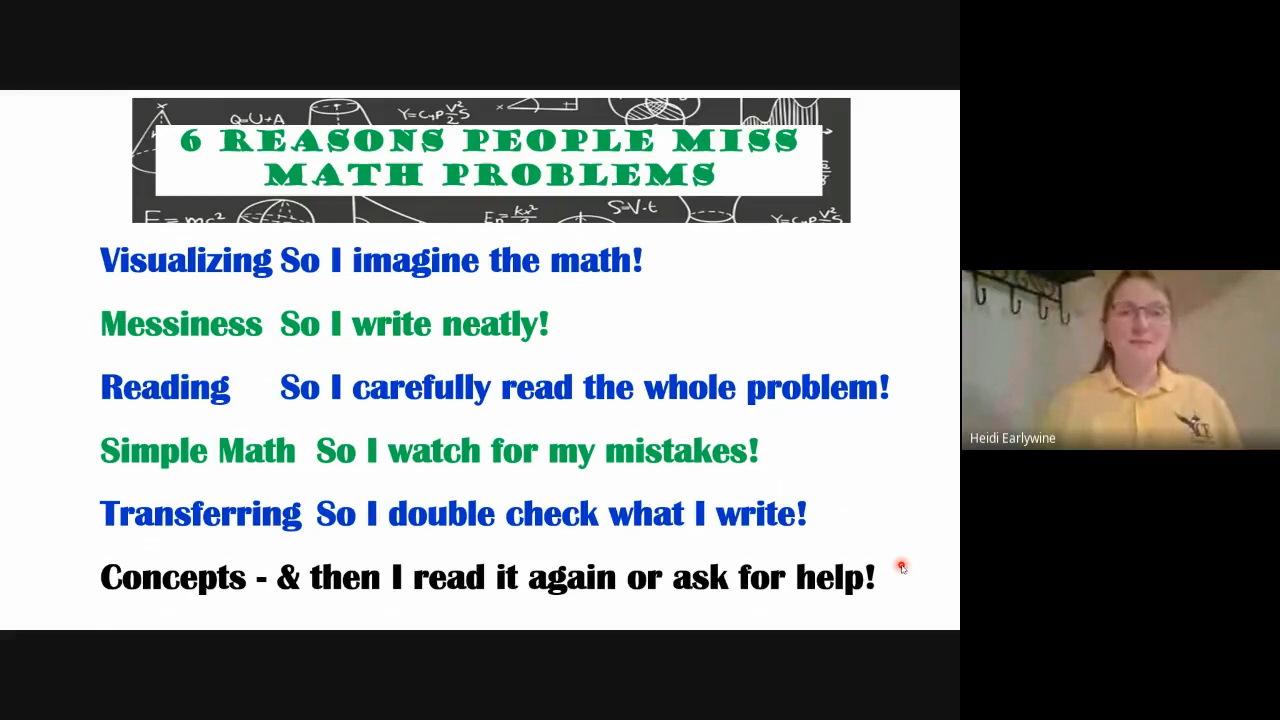 Q=U+A
6 REASONS PEOPLE MISS
MATH PROBLEMS
E=mc²
S=V·t
Visualizing So I imagine the math!
Messiness So I write neatly!
Reading So I carefully read the whole problem!
Simple Math So I watch for my mistakes!
Transferring So I double check what I write!
Concepts - & then I read it again or ask for help!
Heidi Earlywine